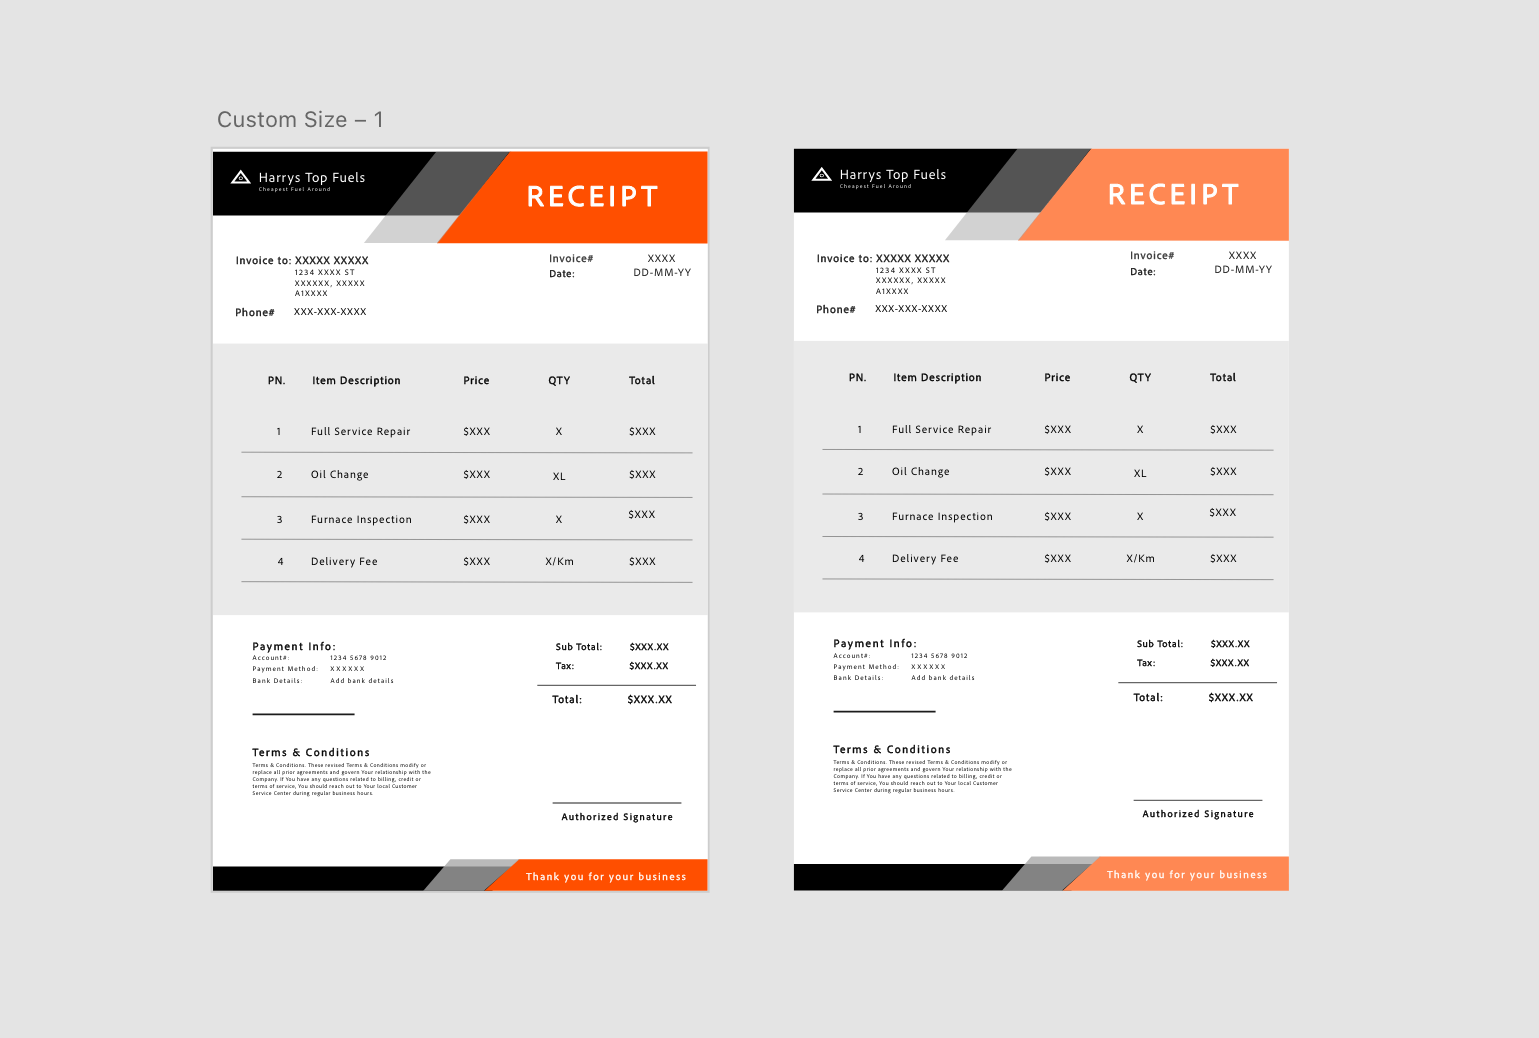 Custom Size – 1
Harrys Top Fuels
Cheapest Fuel Around
RECEIPT
Invoice to: XXXXX XXXXX
1234 XXXX ST
XXXXXX, XXXXX
A1XXXX
Phone# XXX-XXX-XXXX
Invoice# XXXX
Date: DD-MM-YY
PN. Item Description Price QTY Total
1 Full Service Repair $XXX X $XXX
2 Oil Change $XXX XL $XXX
3 Furnace Inspection $XXX X $XXX
4 Delivery Fee $XXX X/Km $XXX
Payment Info:
Account#: 1234 5678 9012
Payment Method: XXXXXX
Bank Details: Add bank details
Sub Total: $XXX.XX
Tax: $XXX.XX
Total: $XXX.XX
Terms & Conditions
Terms & Conditions. These revised Terms & Conditions modify or
replace all prior agreements and govern Your relationship with the
Company. If You have any questions related to billing, credit or
terms of service, You should reach out to Your local Customer
Service Center during regular business hours.
Authorized Signature
Thank you for your business
Harrys Top Fuels
Cheapest Fuel Around
RECEIPT
Invoice to: XXXXX XXXXX
1234 XXXX ST
XXXXXX, XXXXX
A1XXXX
Phone# XXX-XXX-XXXX
Invoice# XXXX
Date: DD-MM-YY
PN. Item Description Price QTY Total
1 Full Service Repair $XXX X $XXX
2 Oil Change $XXX XL $XXX
3 Furnace Inspection $XXX X $XXX
4 Delivery Fee $XXX X/Km $XXX
Payment Info:
Account#: 1234 5678 9012
Payment Method: XXXXXX
Bank Details: Add bank details
Sub Total: $XXX.XX
Tax: $XXX.XX
Total: $XXX.XX
Terms & Conditions
Terms & Conditions. These revised Terms & Conditions modify or
replace all prior agreements and govern Your relationship with the
Company. If You have any questions related to billing, credit or
terms of service, You should reach out to Your local Customer
Service Center during regular business hours.
Authorized Signature
Thank you for your business